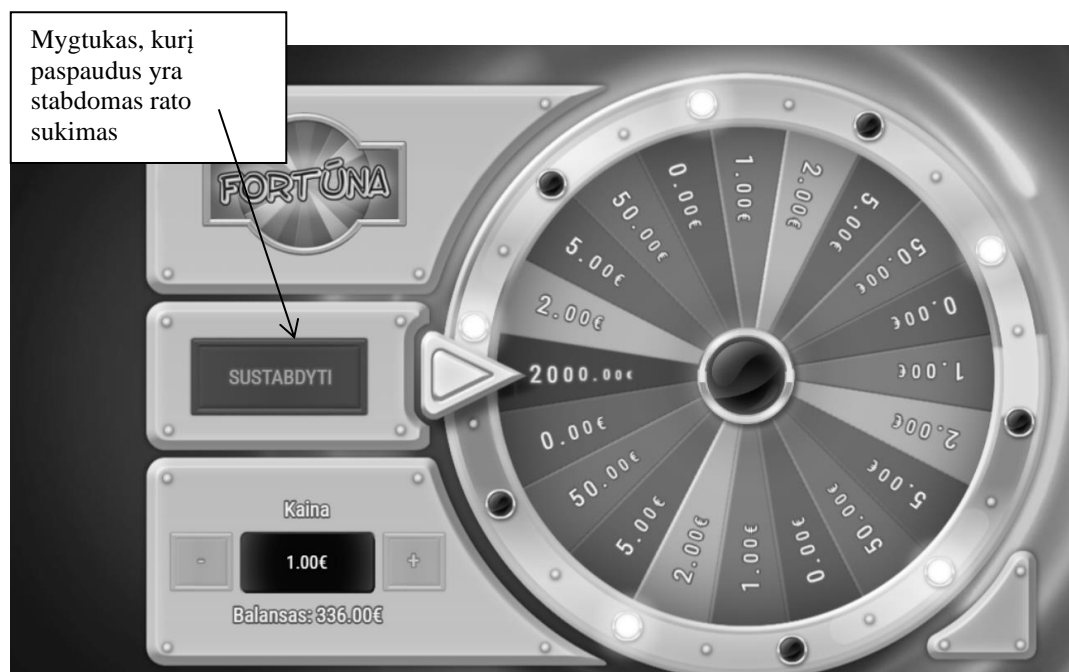 Mygtukas, kurį
paspaudus yra
stabdomas rato
sukimas
FORTŪNA
SUSTABDYTI
Kaina
-
1.00€
+
Balansas: 336.00€
2000.00€
2.00€
5.00€
50.00€
0.00€
1.00€
2.00€
5.00€
50.00€
0.00€
1.00€
2.00€
5.00€
50.00€
0.00€
1.00€
2.00€
5.00€
50.00€
0.00€